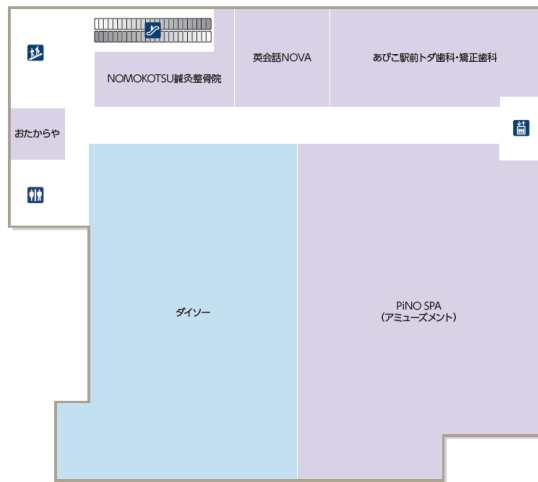 英会話NOVA
あびこ駅前トダ歯科・矯正歯科
NOMOKOTSU鍼灸整骨院
おたからや
ダイソー
PiNO SPA
(アミューズメント)